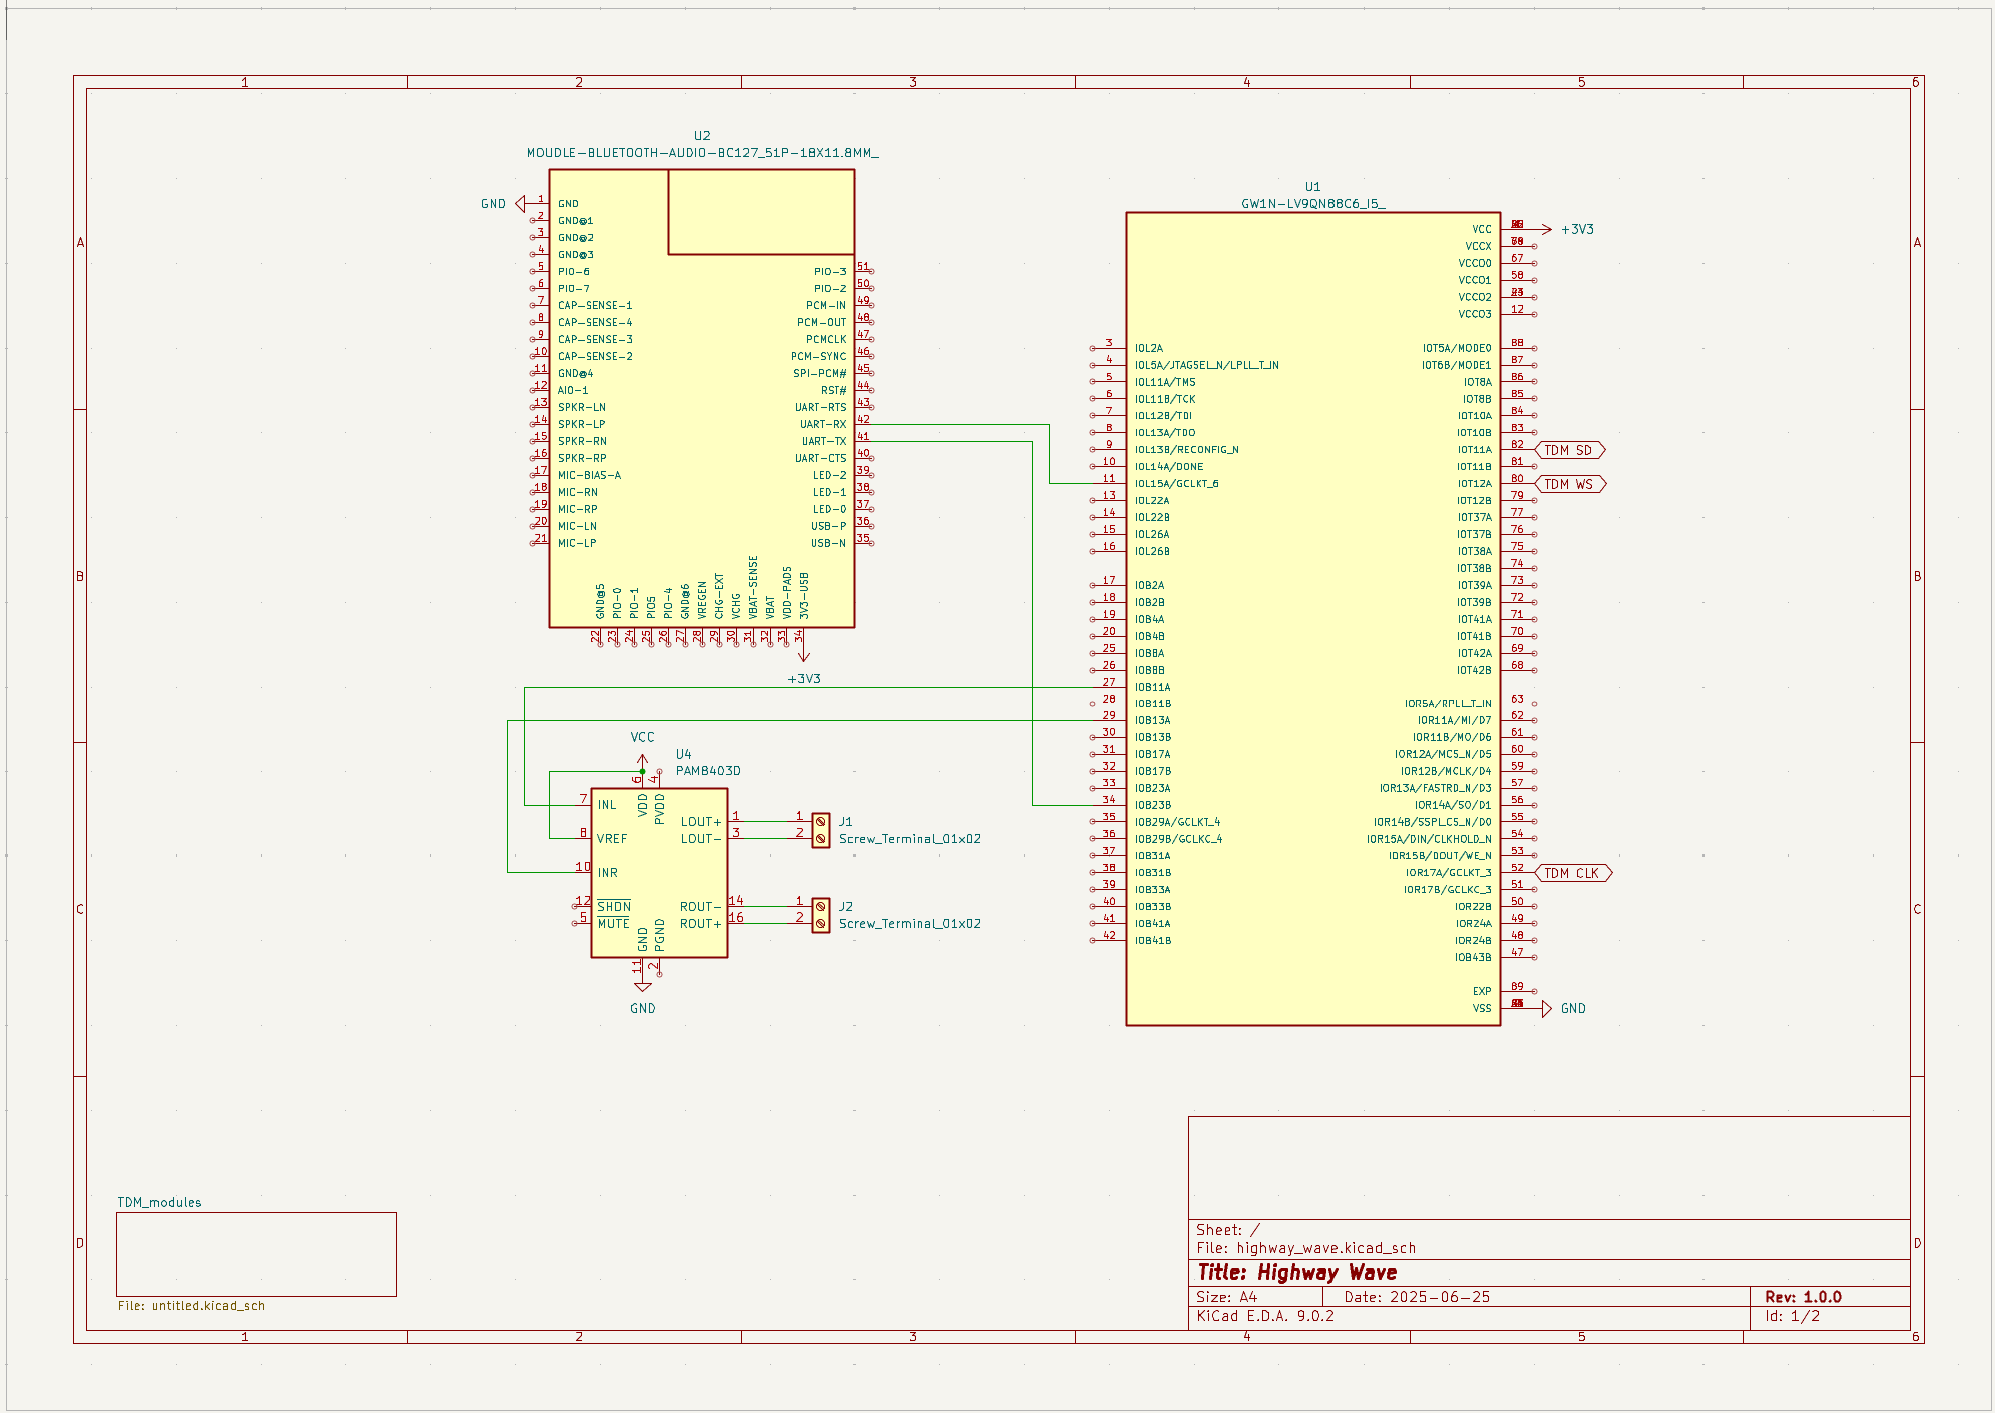 1 2 3 4 5 6
A A
B B
C C
D D
U2
MOUDLE-BLUETOOTH-AUDIO-BC127_51P-18X11.8MM_
GND
1 GND
2 GND@1
3 GND@2
4 GND@3
5 PIO-6
6 PIO-7
7 CAP-SENSE-1
8 CAP-SENSE-4
9 CAP-SENSE-3
10 CAP-SENSE-2
11 GND@4
12 AIO-1
13 SPKR-LN
14 SPKR-LP
15 SPKR-RN
16 SPKR-RP
17 MIC-BIAS-A
18 MIC-RN
19 MIC-RP
20 MIC-LN
21 MIC-LP
PIO-3 51
PIO-2 50
PCM-IN 49
PCM-OUT 48
PCMCLK 47
PCM-SYNC 46
SPI-PCM# 45
RST# 44
UART-RTS 43
UART-RX 42
UART-TX 41
UART-CTS 40
LED-2 39
LED-1 38
LED-0 37
USB-P 36
USB-N 35
22 GND@5
23 PIO-0
24 PIO-1
25 PIO5
26 PIO-4
27 GND@6
28 VREGEN
29 CHG-EXT
30 VCHG
31 VBAT-SENSE
32 VBAT
33 VDD-PADS
34 3V3-USB
+3V3
U1
GW1N-LV9QN88C6_I5_
3 IOL2A
4 IOL5A/JTAGSEL_N/LPLL_T_IN
5 IOL11A/TMS
6 IOL11B/TCK
7 IOL12B/TDI
8 IOL13A/TDO
9 IOL13B/RECONFIG_N
10 IOL14A/DONE
11 IOL15A/GCLKT_6
13 IOL22A
14 IOL22B
15 IOL26A
16 IOL26B
17 IOB2A
18 IOB2B
19 IOB4A
20 IOB4B
25 IOB8A
26 IOB8B
27 IOB11A
28 IOB11B
29 IOB13A
30 IOB13B
31 IOB17A
32 IOB17B
33 IOB23A
34 IOB23B
35 IOB29A/GCLKT_4
36 IOB29B/GCLKC_4
37 IOB31A
38 IOB31B
39 IOB33A
40 IOB33B
41 IOB41A
42 IOB41B
VCC +3V3
VCCX
VCCO0 67
VCCO1 58
VCCO2
VCCO3 12
IOT5A/MODE0 88
IOT6B/MODE1 87
IOT8A 86
IOT8B 85
IOT10A 84
IOT10B 83
IOT11A 82 TDM SD
IOT11B 81
IOT12A 80 TDM WS
IOT12B 79
IOT37A 77
IOT37B 76
IOT38A 75
IOT38B 74
IOT39A 73
IOT39B 72
IOT41A 71
IOT41B 70
IOT42A 69
IOT42B 68
IOR5A/RPLL_T_IN 63
IOR11A/MI/D7 62
IOR11B/MO/D6 61
IOR12A/MCS_N/D5 60
IOR12B/MCLK/D4 59
IOR13A/FASTRD_N/D3 57
IOR14A/SO/D1 56
IOR14B/SSPI_CS_N/D0 55
IOR15A/DIN/CLKHOLD_N 54
IOR15B/DOUT/WE_N 53
IOR17A/GCLKT_3 52 TDM CLK
IOR17B/GCLKC_3 51
IOR22B 50
IOR24A 49
IOR24B 48
IOB43B 47
EXP 89
VSS GND
VCC
U4
PAM8403D
6 VDD
4 PVDD
7 INL
8 VREF
10 INR
12 SHDN
5 MUTE
LOUT+ 1
LOUT- 3
ROUT- 14
ROUT+ 16
11 GND
2 PGND
GND
1 J1
2 Screw_Terminal_01x02
1 J2
2 Screw_Terminal_01x02
TDM_modules
File: untitled.kicad_sch
Sheet: /
File: highway_wave.kicad_sch
Title: Highway Wave
Size: A4 Date: 2025-06-25 Rev: 1.0.0
KiCad E.D.A. 9.0.2 Id: 1/2
1 2 3 4 5 6